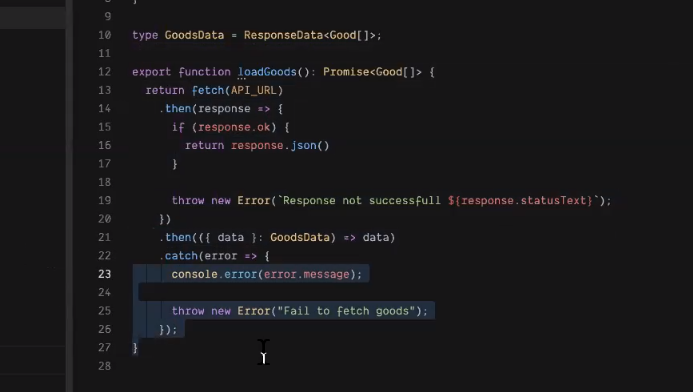 8 }
9
10 type GoodsData = ResponseData<Good[]>;
11
12 export function loadGoods(): Promise<Good[]> {
13 return fetch(API_URL)
14 .then(response => {
15 if (response.ok) {
16 return response.json()
17 }
18
19 throw new Error(`Response not successfull ${response.statusText}`);
20 })
21 .then(({ data }: GoodsData) => data)
22 .catch(error => {
23 console.error(error.message);
24
25 throw new Error("Fail to fetch goods");
26 });
27 }
28